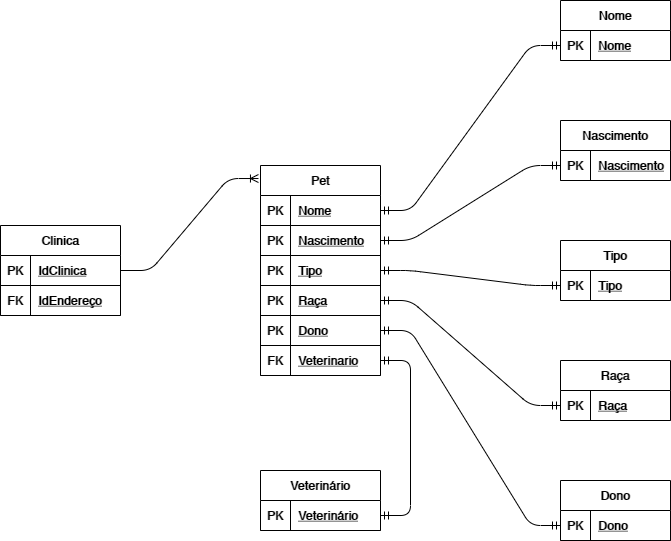 Clinica
PK IdClinica
FK IdEndereço
Pet
PK Nome
PK Nascimento
PK Tipo
PK Raça
PK Dono
FK Veterinario
Veterinário
PK Veterinário
Nome
PK Nome
Nascimento
PK Nascimento
Tipo
PK Tipo
Raça
PK Raça
Dono
PK Dono